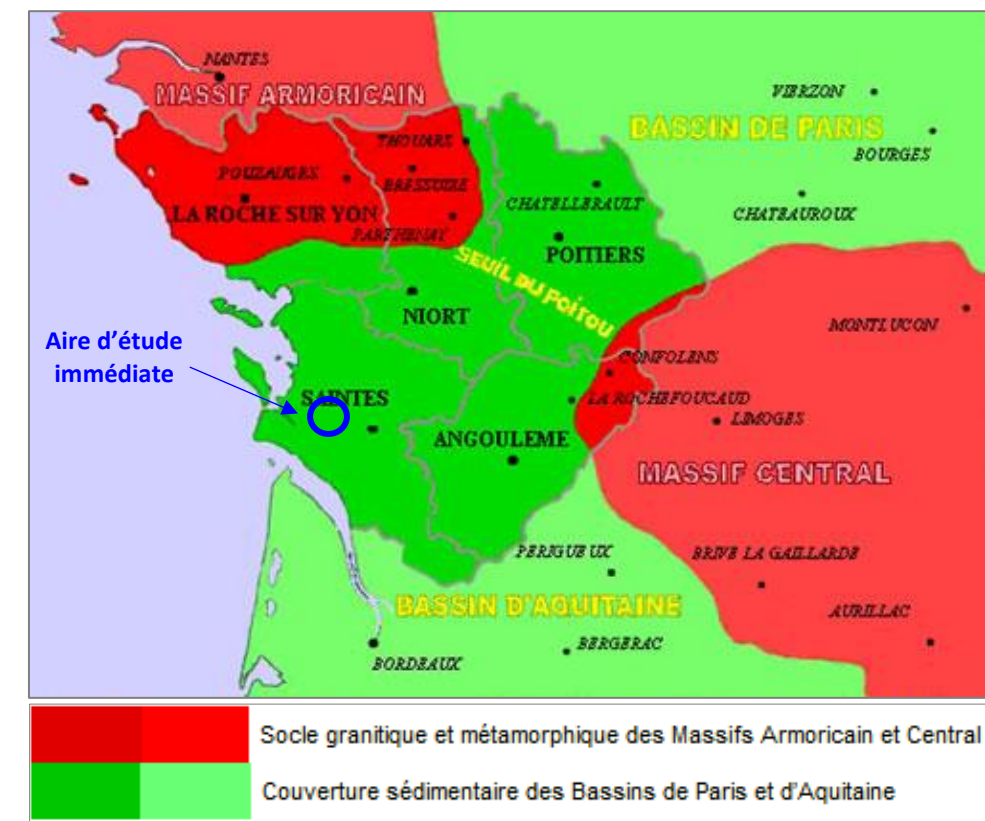 NANTES
MASSIF ARMORICAIN
VIERZON
BASSIN DE PARIS
THOUARS
BOURGES
POUZAUGES
BRESSUIRE
CHATELLERAULT
CHATEAUROUX
LA ROCHE SUR YON
PARTHENAY
POITIERS
SEUIL DU POITOU
NIORT
MONTLUCON
Aire d'étude
immédiate
CONFOLENS
SAINTES
LA ROCHEFOUCAUD
LIMOGES
ANGOULEME
MASSIF CENTRAL
PERIGUEUX
BRIVE LA GAILLARDE
BASSIN D'AQUITAINE
AURILLAC
BERGERAC
BORDEAUX
Socle granitique et métamorphique des Massifs Armoricain et Central
Couverture sédimentaire des Bassins de Paris et d'Aquitaine